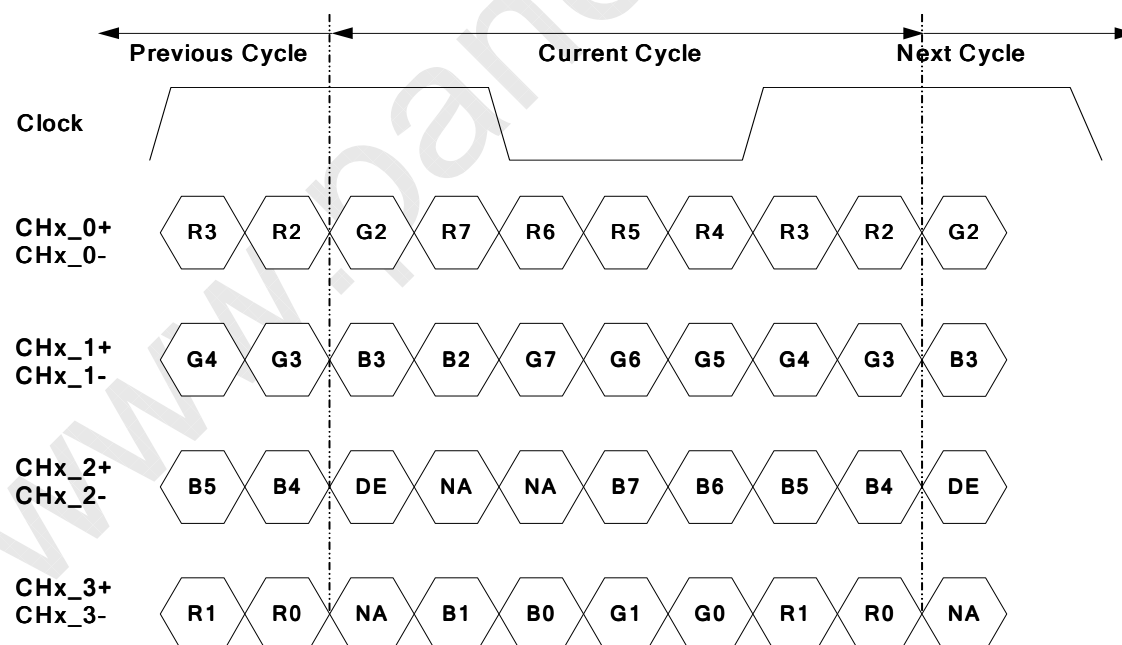 Previous Cycle Current Cycle Next Cycle
Clock
CHx_0+
CHx_0-
R3 R2 G2 R7 R6 R5 R4 R3 R2 G2
CHx_1+
CHx_1-
G4 G3 B3 B2 G7 G6 G5 G4 G3 B3
CHx_2+
CHx_2-
B5 B4 DE NA NA B7 B6 B5 B4 DE
CHx_3+
CHx_3-
R1 R0 NA B1 B0 G1 G0 R1 R0 NA
www.pan